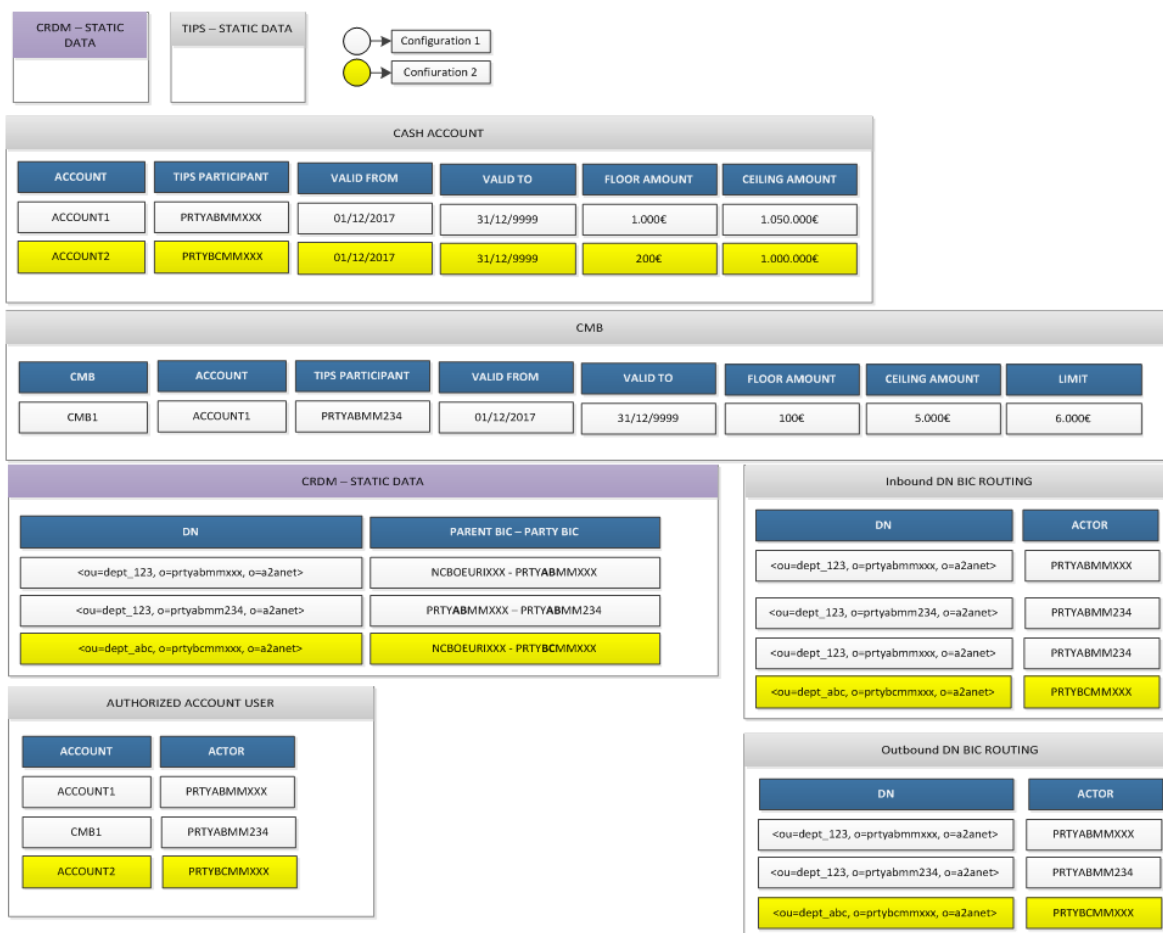 CRDM – STATIC
DATA
TIPS – STATIC DATA
Configuration 1
Confiuration 2
CASH ACCOUNT
ACCOUNT TIPS PARTICIPANT VALID FROM VALID TO FLOOR AMOUNT CEILING AMOUNT
ACCOUNT1 PRTYABMMXXX 01/12/2017 31/12/9999 1.000€ 1.050.000€
ACCOUNT2 PRTYBCMMXXX 01/12/2017 31/12/9999 200€ 1.000.000€
CMB
CMB ACCOUNT TIPS PARTICIPANT VALID FROM VALID TO FLOOR AMOUNT CEILING AMOUNT LIMIT
CMB1 ACCOUNT1 PRTYABMM234 01/12/2017 31/12/9999 100€ 5.000€ 6.000€
CRDM – STATIC DATA
DN PARENT BIC – PARTY BIC
<ou=dept_123, o=prtyabmmxxx, o=a2anet> NCBOEURIXXX - PRTYABMMXXX
<ou=dept_123, o=prtyabmm234, o=a2anet> PRTYABMMXXX – PRTYABMM234
<ou=dept_abc, o=prtybcmmxxx, o=a2anet> NCBOEURIXXX - PRTYBCMMXXX
Inbound DN BIC ROUTING
DN ACTOR
<ou=dept_123, o=prtyabmmxxx, o=a2anet> PRTYABMMXXX
<ou=dept_123, o=prtyabmm234, o=a2anet> PRTYABMM234
<ou=dept_123, o=prtyabmmxxx, o=a2anet> PRTYABMM234
<ou=dept_abc, o=prtybcmmxxx, o=a2anet> PRTYBCMMXXX
AUTHORIZED ACCOUNT USER
ACCOUNT ACTOR
ACCOUNT1 PRTYABMMXXX
CMB1 PRTYABMM234
ACCOUNT2 PRTYBCMMXXX
Outbound DN BIC ROUTING
DN ACTOR
<ou=dept_123, o=prtyabmmxxx, o=a2anet> PRTYABMMXXX
<ou=dept_123, o=prtyabmm234, o=a2anet> PRTYABMM234
<ou=dept_abc, o=prtybcmmxxx, o=a2anet> PRTYBCMMXXX